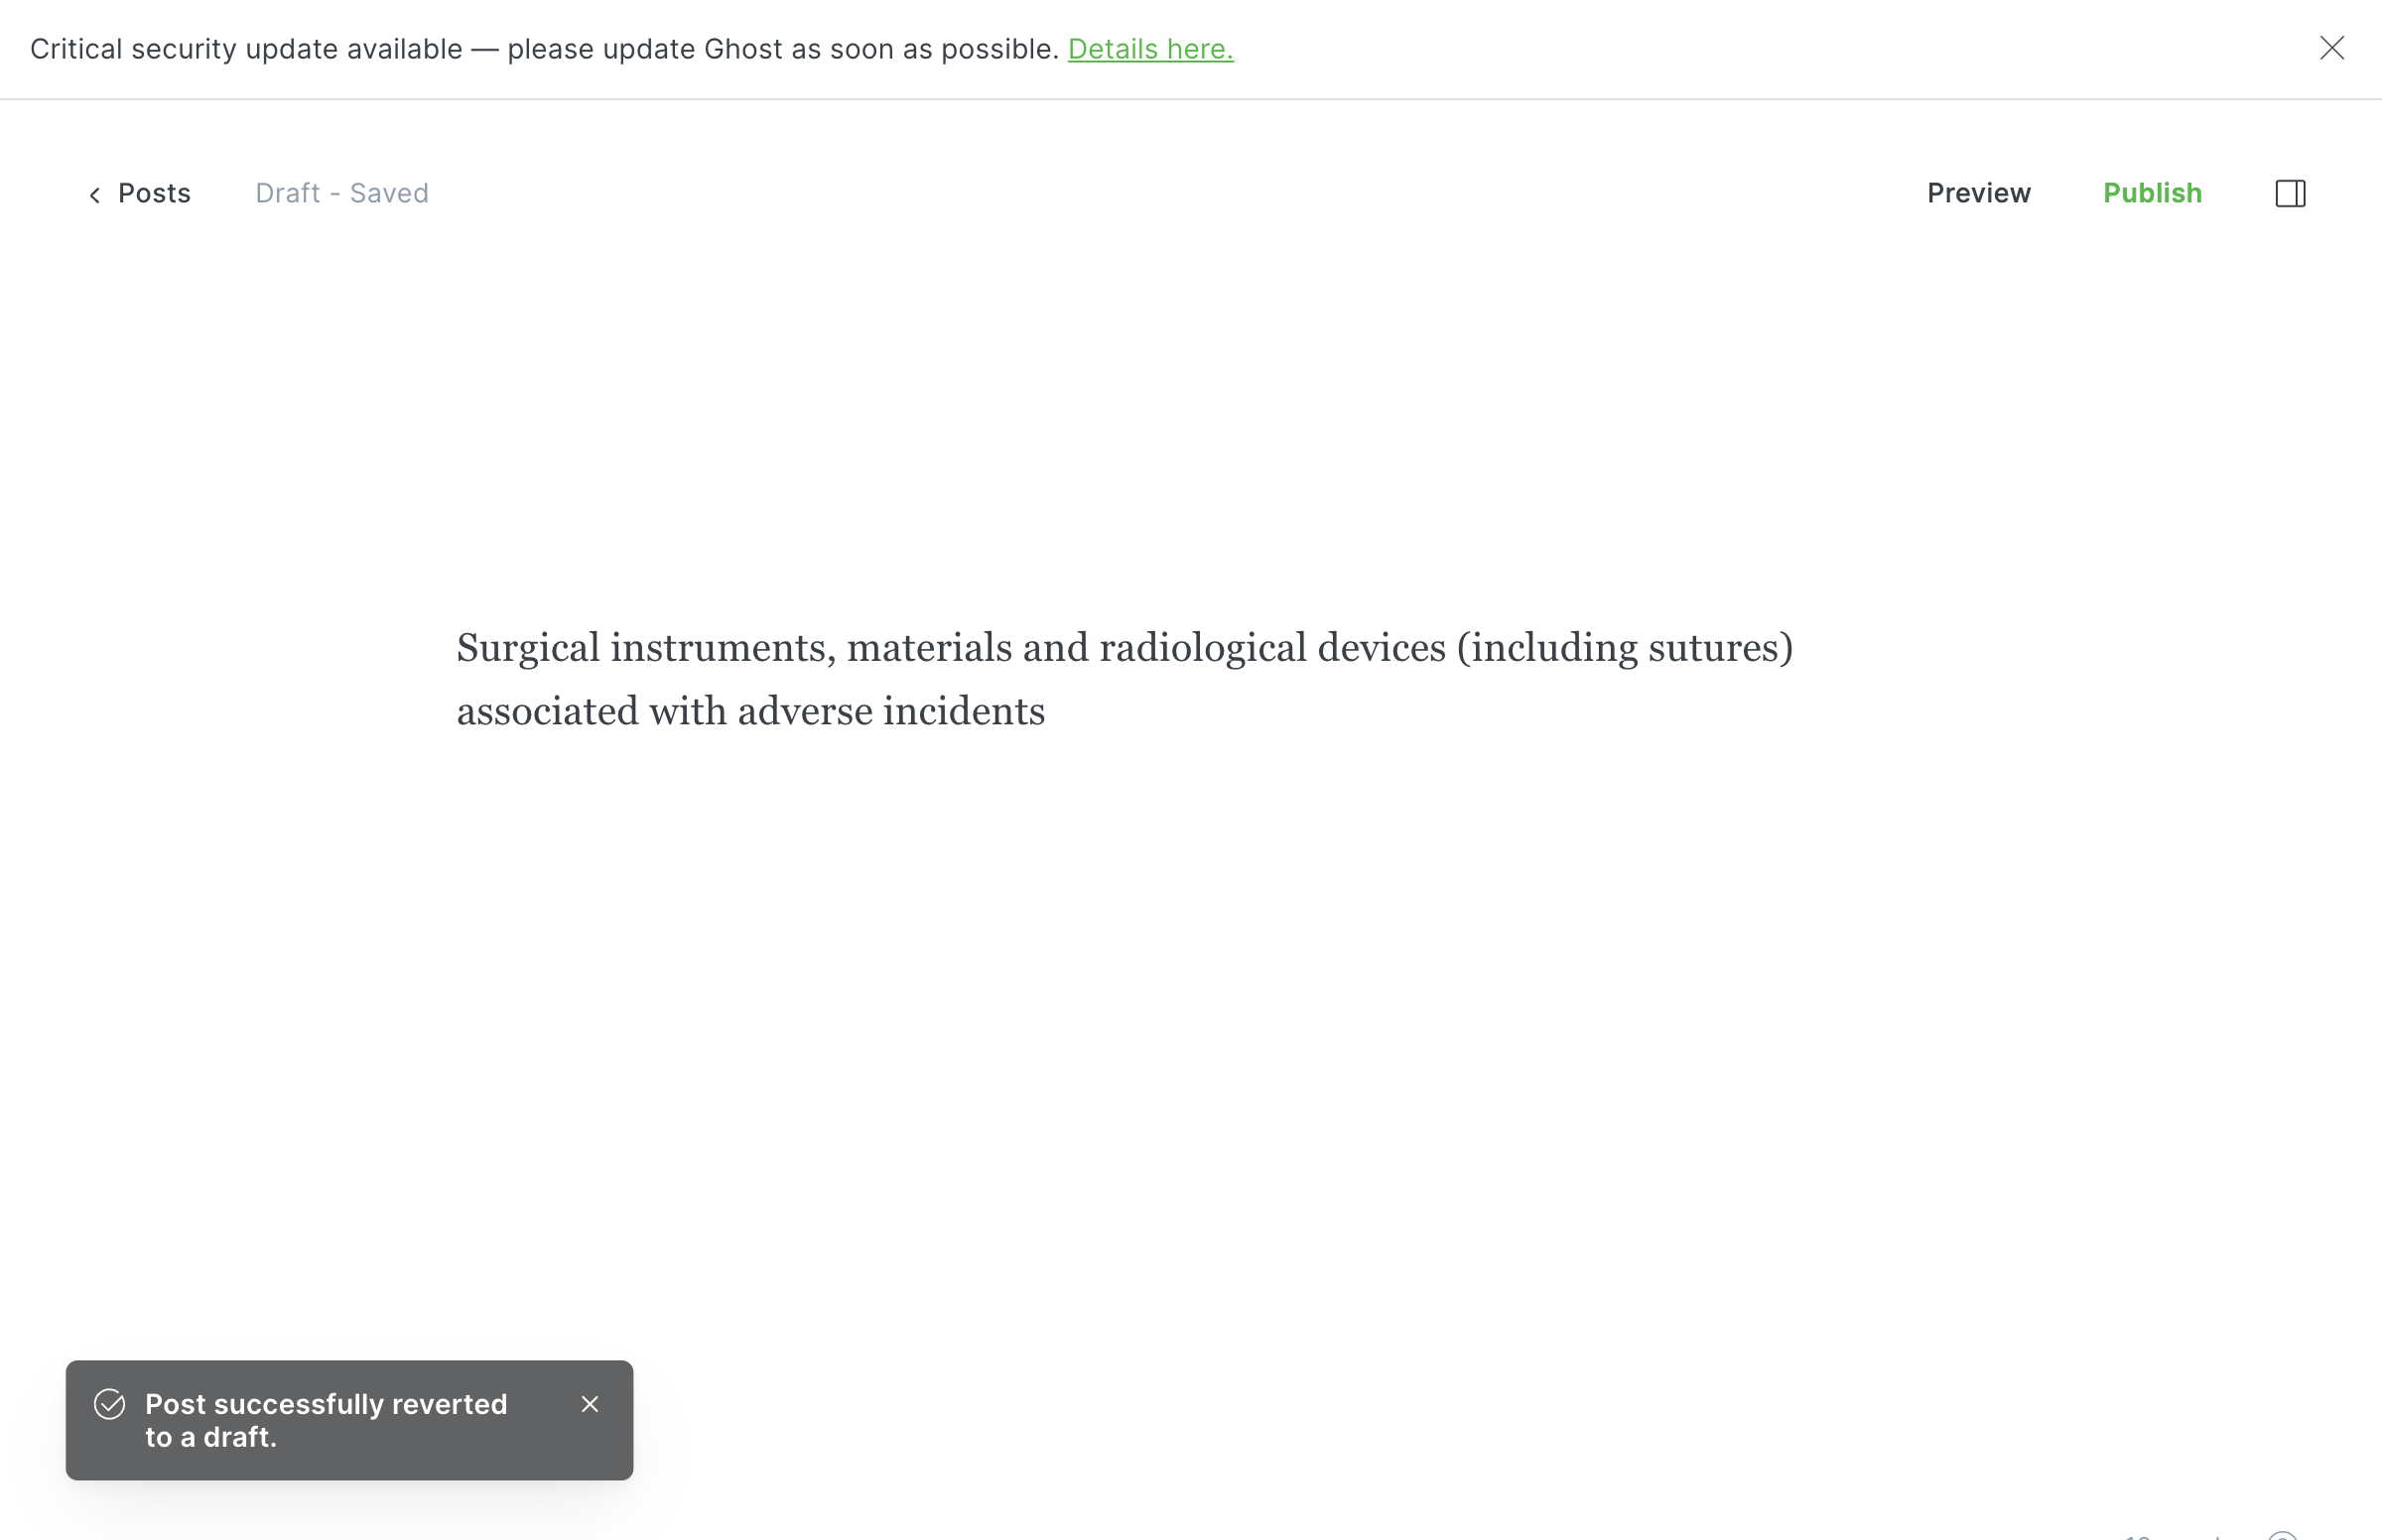 Critical security update available — please update Ghost as soon as possible. Details here.
Posts
Draft - Saved
Preview
Publish
Surgical instruments, materials and radiological devices (including sutures)
associated with adverse incidents
Post successfully reverted
to a draft.